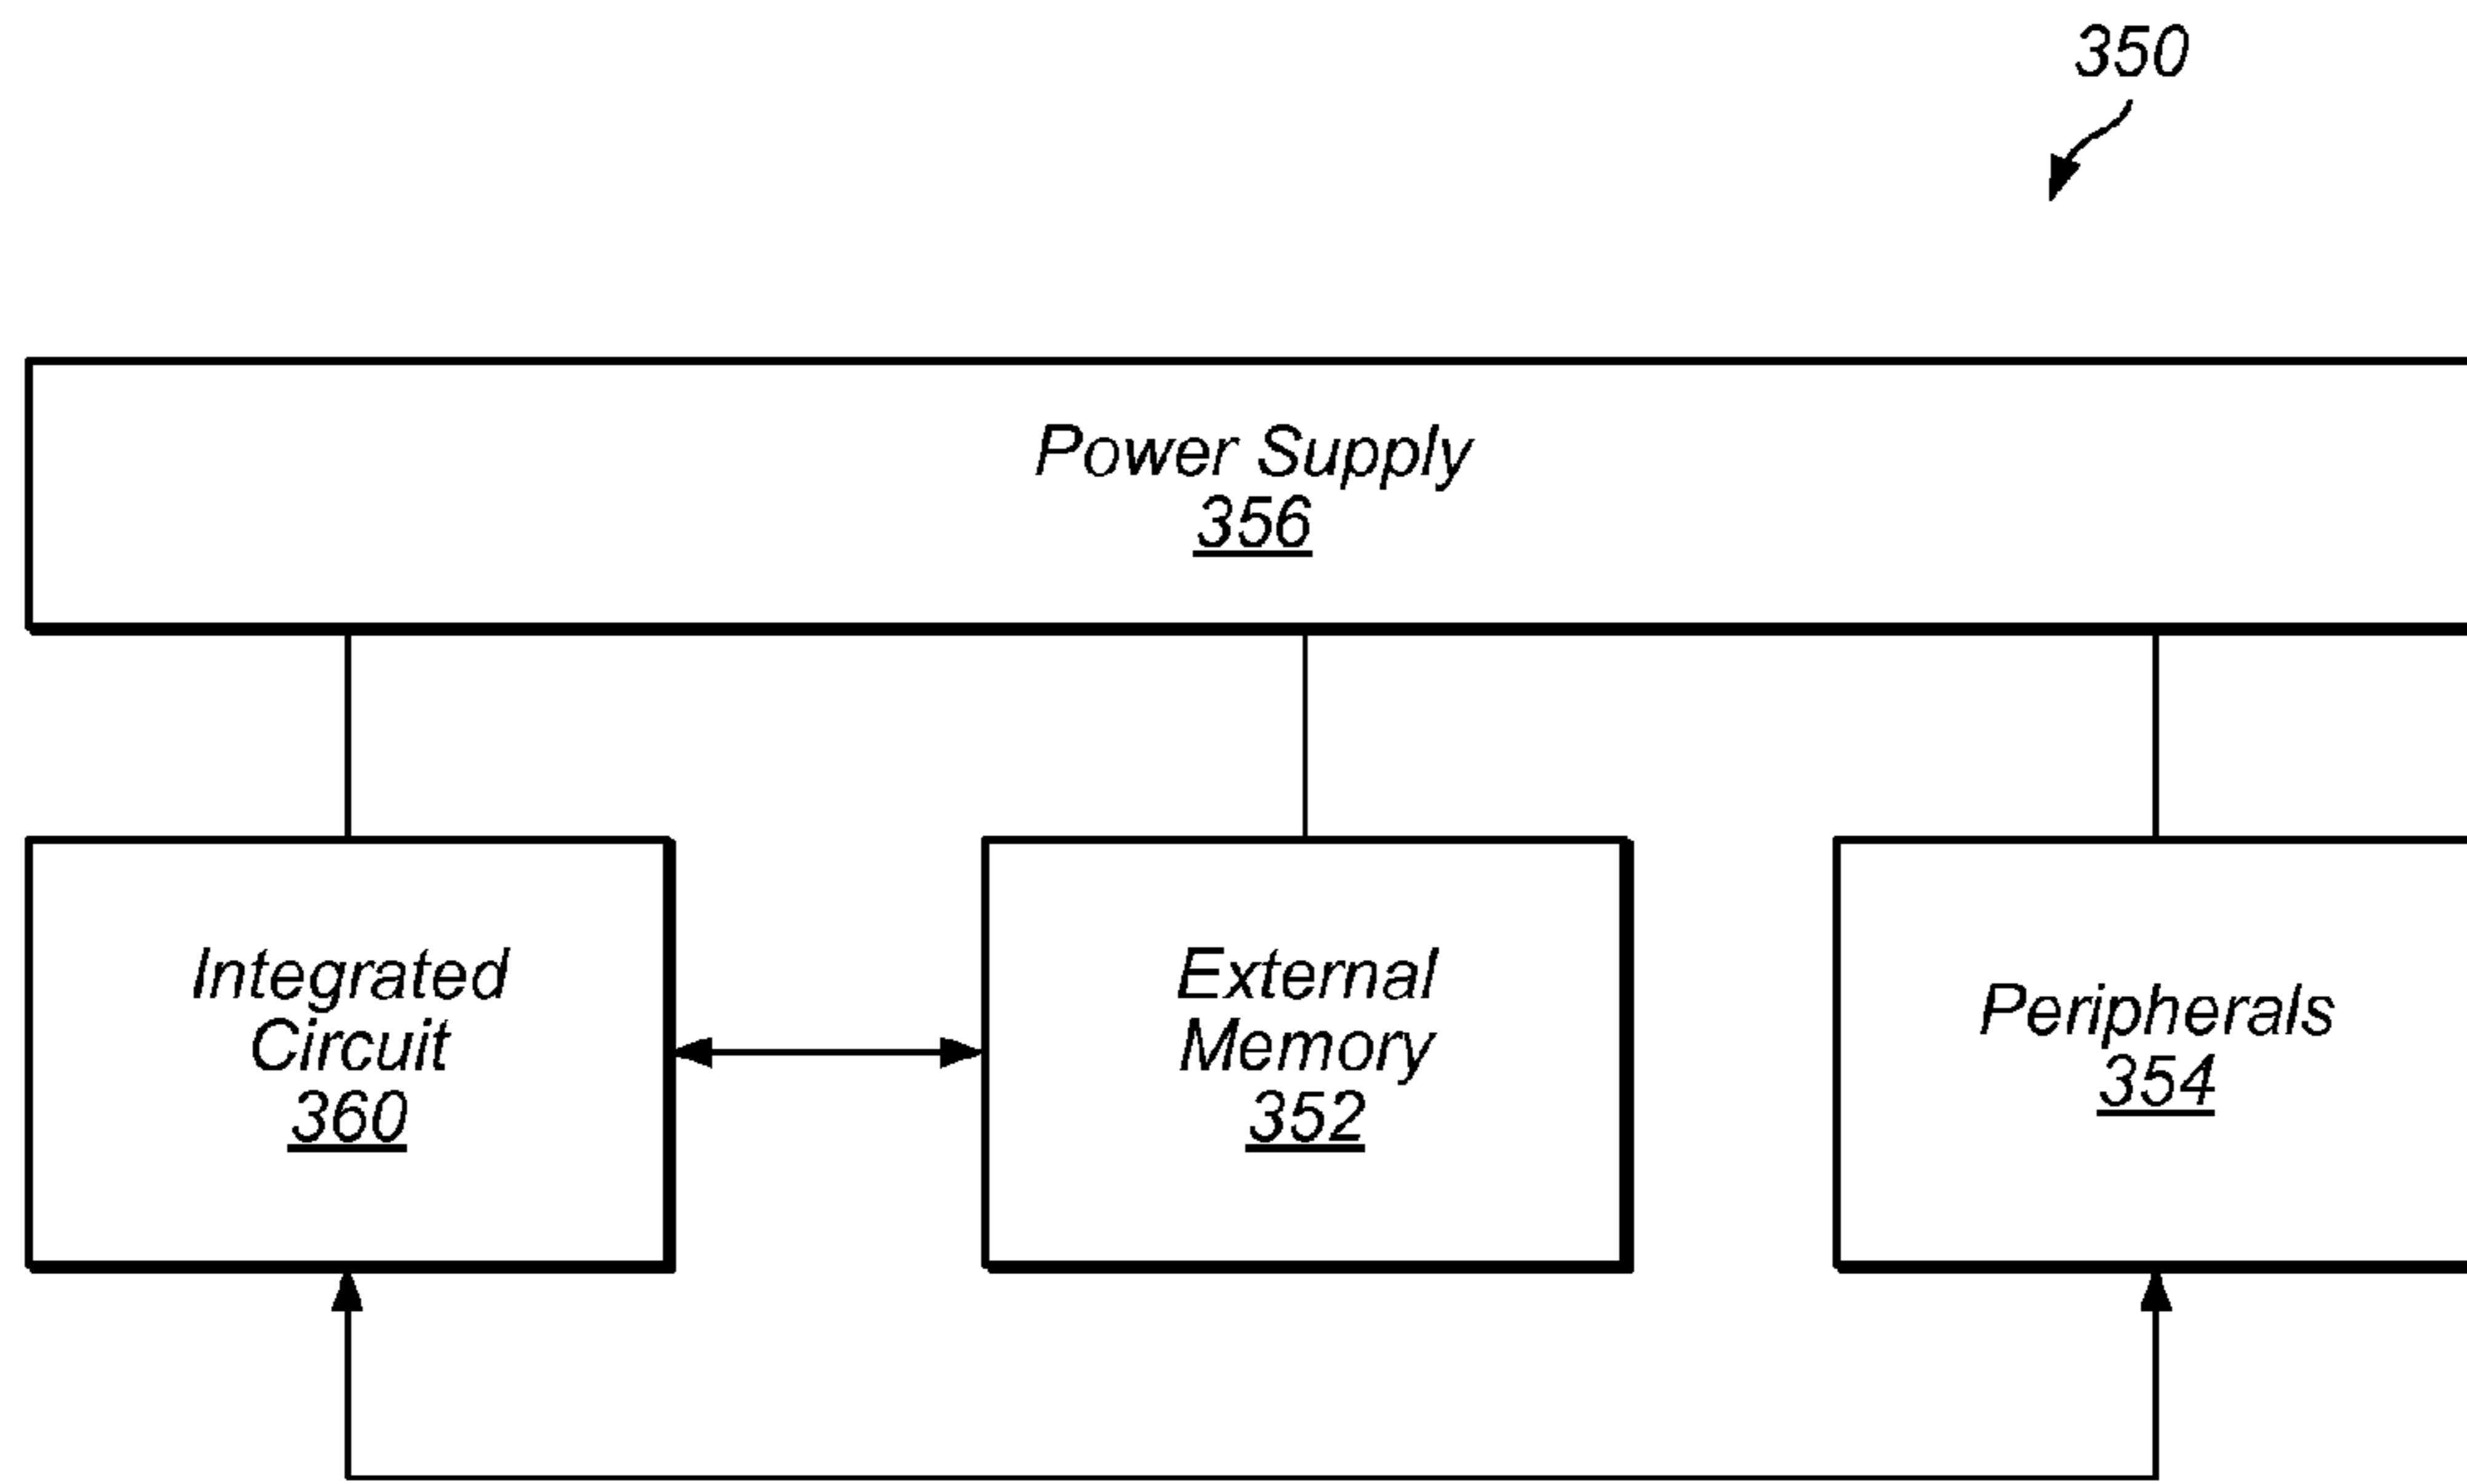 350
Power Supply
356
Integrated
Circuit
360
External
Memory
352
Peripherals
354